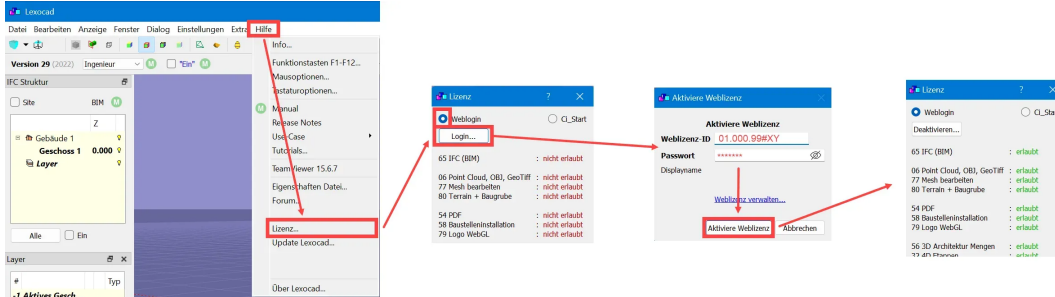 Lexocad
Datei Bearbeiten Anzeige Fenster Dialog Einstellungen Extra Hilfe
Version 29 (2022) Ingenieur M "Ein" M
IFC Struktur
Site BIM M
Z
Gebäude 1
Geschoss 1 0.000
Layer
Alle Ein
Layer
# Typ
-1 Aktives Gesch
Info...
Funktionstasten F1-F12...
Mausoptionen...
Tastaturoptionen...
M Manual
Release Notes
Use-Case
Tutorials...
TeamViewer 15.6.7
Eigenschaften Datei...
Forum...
Lizenz...
Update Lexocad...
Über Lexocad...
Lizenz ? ×
Weblogin Ci_Start
Login...
65 IFC (BIM) : nicht erlaubt
06 Point Cloud, OBJ, GeoTiff : nicht erlaubt
77 Mesh bearbeiten : nicht erlaubt
80 Terrain + Baugrube : nicht erlaubt
54 PDF : nicht erlaubt
58 Baustelleninstallation : nicht erlaubt
79 Logo WebGL : nicht erlaubt
Aktiviere Weblizenz
Aktiviere Weblizenz
Weblizenz-ID 01.000.99#XY
Passwort *******
Displayname
Weblizenz verwalten...
Aktiviere Weblizenz Abbrechen
Lizenz ? ×
Weblogin Ci_Star
Deaktivieren...
65 IFC (BIM) : erlaubt
06 Point Cloud, OBJ, GeoTiff : erlaubt
77 Mesh bearbeiten : erlaubt
80 Terrain + Baugrube : erlaubt
54 PDF : erlaubt
58 Baustelleninstallation : erlaubt
79 Logo WebGL : erlaubt
56 3D Architektur Mengen : erlaubt
32 4D Etappen : erlaubt